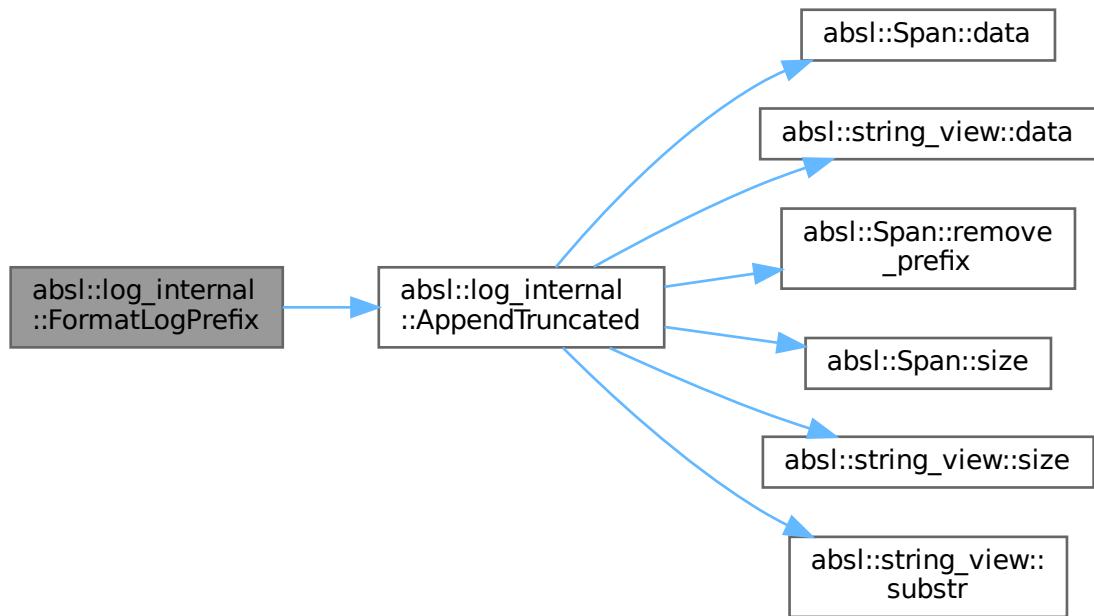 absl::log_internal
::FormatLogPrefix
absl::log_internal
::AppendTruncated
absl::Span::data
absl::string_view::data
absl::Span::remove
_prefix
absl::Span::size
absl::string_view::size
absl::string_view::
substr